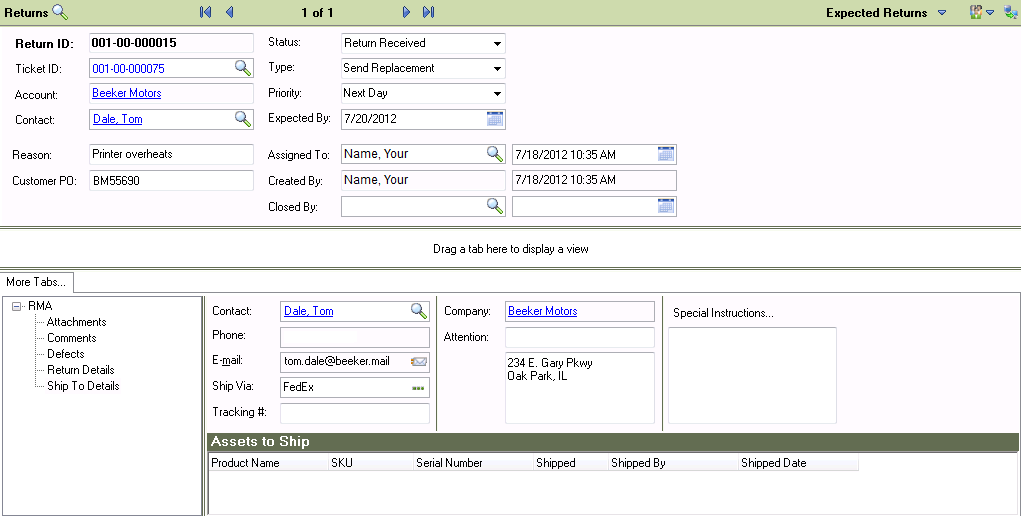 Returns 1 of 1 Expected Returns
Return ID: 001-00-000015 Status: Return Received
Ticket ID: 001-00-000075 Type: Send Replacement
Account: Beeker Motors Priority: Next Day
Contact: Dale, Tom Expected By: 7/20/2012
Reason: Printer overheats Assigned To: Name, Your 7/18/2012 10:35 AM
Customer PO: BM55690 Created By: Name, Your 7/18/2012 10:35 AM
Closed By:
Drag a tab here to display a view
More Tabs...
RMA
Attachments
Comments
Defects
Return Details
Ship To Details
Contact: Dale, Tom
Phone:
E-mail: tom.dale@beeker.mail
Ship Via: FedEx
Tracking #:
Company: Beeker Motors
Attention:
234 E. Gary Pkwy
Oak Park, IL
Special Instructions...
Assets to Ship
Product Name SKU Serial Number Shipped Shipped By Shipped Date